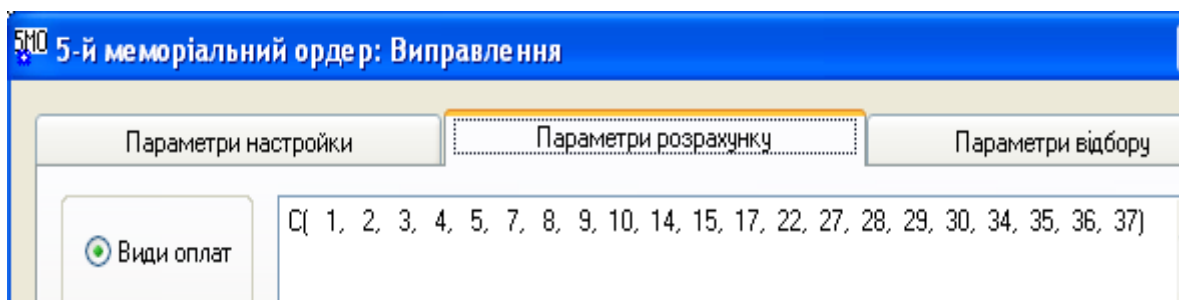 5МО 5-й меморіальний ордер: Виправлення
Параметри настройки Параметри розрахунку Параметри відбору
Види оплат С( 1, 2, 3, 4, 5, 7, 8, 9, 10, 14, 15, 17, 22, 27, 28, 29, 30, 34, 35, 36, 37)